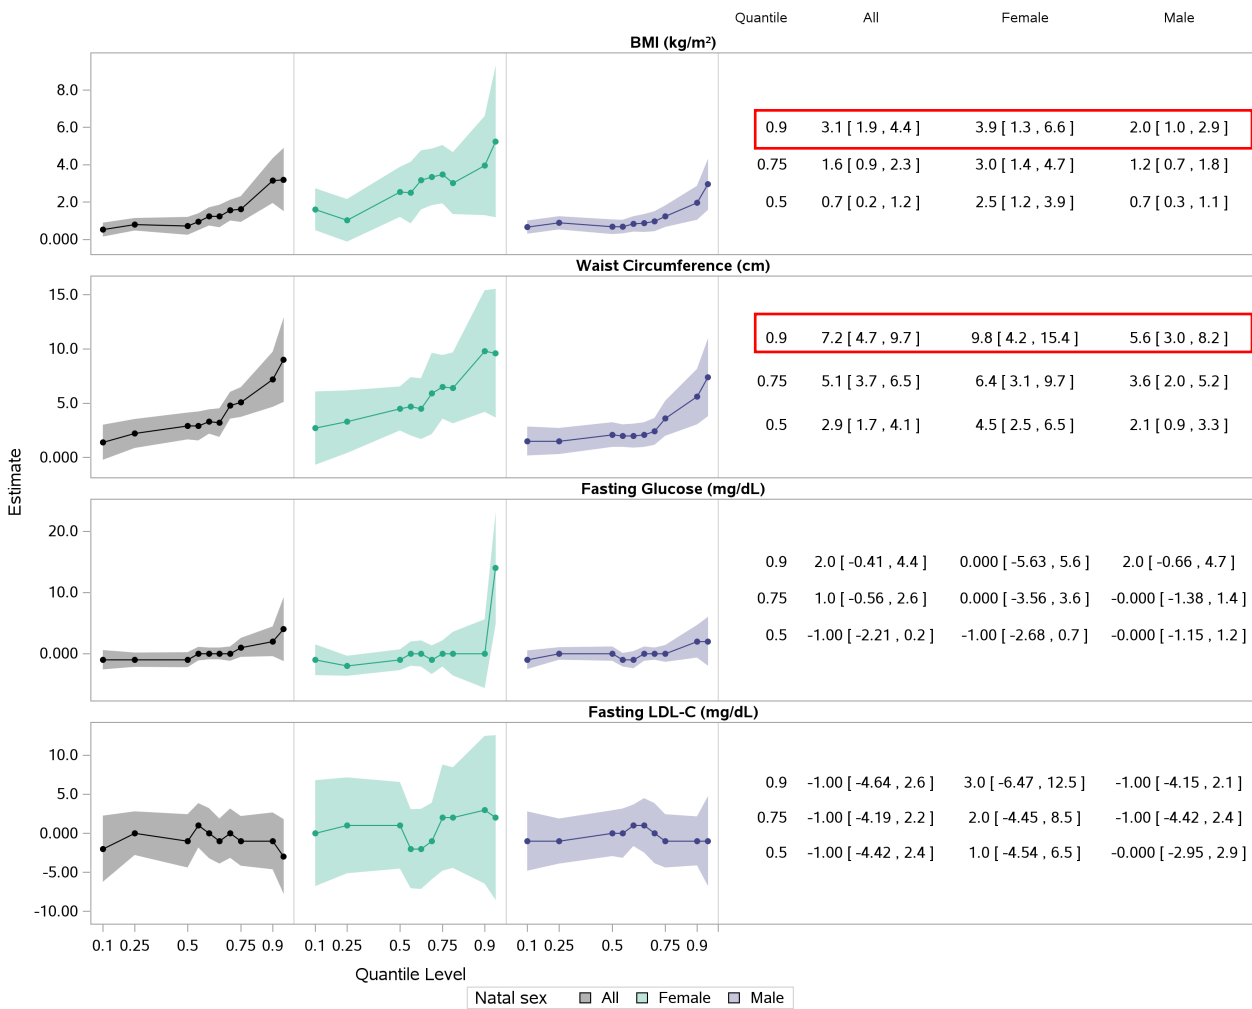 Quantile All Female Male
BMI (kg/m²)
8.0
6.0
4.0
2.0
0.000
0.9 3.1 [ 1.9 , 4.4 ] 3.9 [ 1.3 , 6.6 ] 2.0 [ 1.0 , 2.9 ]
0.75 1.6 [ 0.9 , 2.3 ] 3.0 [ 1.4 , 4.7 ] 1.2 [ 0.7 , 1.8 ]
0.5 0.7 [ 0.2 , 1.2 ] 2.5 [ 1.2 , 3.9 ] 0.7 [ 0.3 , 1.1 ]
Waist Circumference (cm)
15.0
10.0
5.0
0.000
0.9 7.2 [ 4.7 , 9.7 ] 9.8 [ 4.2 , 15.4 ] 5.6 [ 3.0 , 8.2 ]
0.75 5.1 [ 3.7 , 6.5 ] 6.4 [ 3.1 , 9.7 ] 3.6 [ 2.0 , 5.2 ]
0.5 2.9 [ 1.7 , 4.1 ] 4.5 [ 2.5 , 6.5 ] 2.1 [ 0.9 , 3.3 ]
Estimate
Fasting Glucose (mg/dL)
20.0
10.0
0.000
0.9 2.0 [ -0.41 , 4.4 ] 0.000 [ -5.63 , 5.6 ] 2.0 [ -0.66 , 4.7 ]
0.75 1.0 [ -0.56 , 2.6 ] 0.000 [ -3.56 , 3.6 ] -0.000 [ -1.38 , 1.4 ]
0.5 -1.00 [ -2.21 , 0.2 ] -1.00 [ -2.68 , 0.7 ] -0.000 [ -1.15 , 1.2 ]
Fasting LDL-C (mg/dL)
10.0
5.0
0.000
-5.00
-10.00
0.9 -1.00 [ -4.64 , 2.6 ] 3.0 [ -6.47 , 12.5 ] -1.00 [ -4.15 , 2.1 ]
0.75 -1.00 [ -4.19 , 2.2 ] 2.0 [ -4.45 , 8.5 ] -1.00 [ -4.42 , 2.4 ]
0.5 -1.00 [ -4.42 , 2.4 ] 1.0 [ -4.54 , 6.5 ] -0.000 [ -2.95 , 2.9 ]
0.1 0.25 0.5 0.75 0.9 0.1 0.25 0.5 0.75 0.9 0.1 0.25 0.5 0.75 0.9
Quantile Level
Natal sex All Female Male